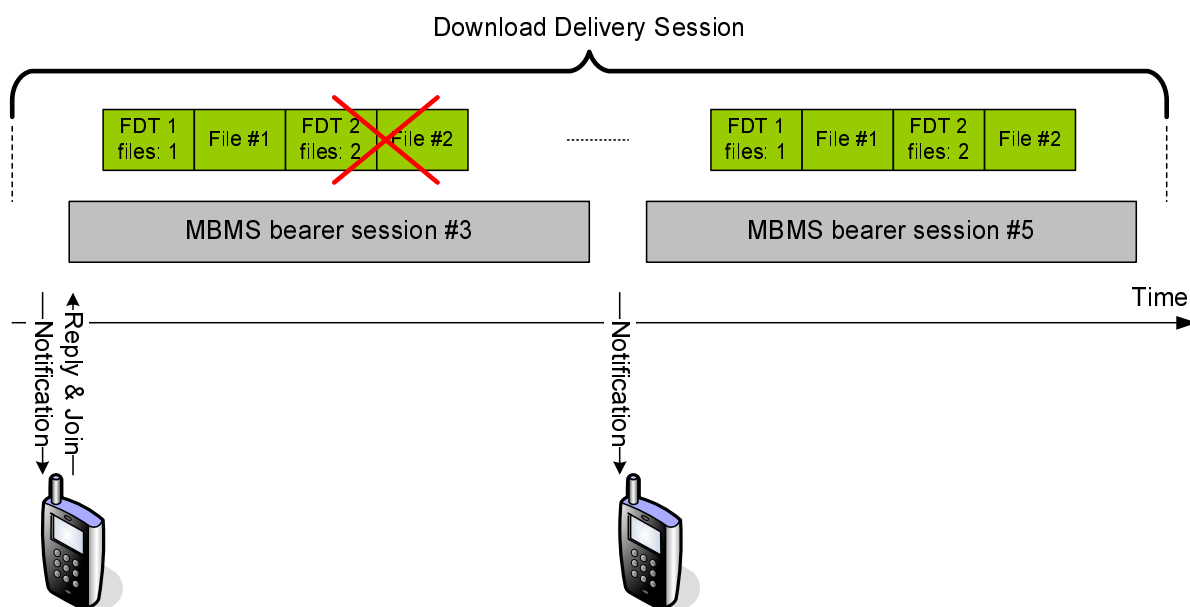 Download Delivery Session
FDT 1
files: 1
File #1
FDT 2
files: 2
File #2
FDT 1
files: 1
File #1
FDT 2
files: 2
File #2
MBMS bearer session #3
MBMS bearer session #5
Time
Notification
Reply & Join
Notification